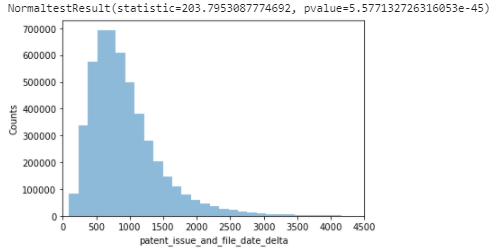 NormaltestResult(statistic=203.7953087774692, pvalue=5.577132726316053e-45)
700000
600000
500000
400000
300000
200000
100000
0
Counts
0 500 1000 1500 2000 2500 3000 3500 4000 4500
patent_issue_and_file_date_delta